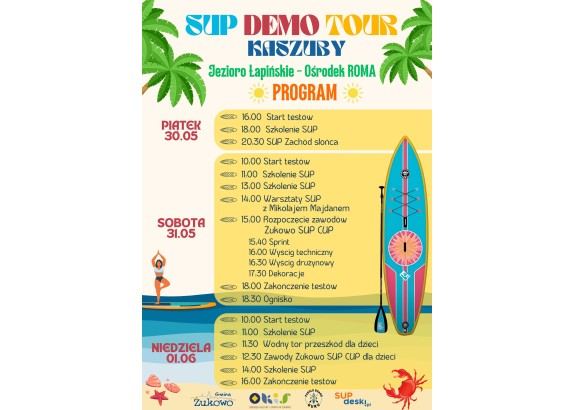 SUP DEMO TOUR
KASZUBY
Jezioro Łapińskie - Ośrodek ROMA
PROGRAM
PIĄTEK
30.05
16.00 Start testów
18.00 Szkolenie SUP
20.30 SUP Zachód słońca
SOBOTA
31.05
10.00 Start testów
11.00 Szkolenie SUP
13.00 Szkolenie SUP
14.00 Warsztaty SUP
z Mikołajem Majdanem
15.00 Rozpoczęcie zawodów
Żukowo SUP CUP
15.40 Sprint
16.00 Wyścig techniczny
16.30 Wyścig drużynowy
17.30 Dekoracje
18.00 Zakończenie testów
18.30 Ognisko
NIEDZIELA
01.06
10.00 Start testów
11.00 Szkolenie SUP
11.30 Wodny tor przeszkód dla dzieci
12.30 Zawody Żukowo SUP CUP dla dzieci
14.00 Szkolenie SUP
16.00 Zakończenie testów
Gmina
Żukowo
OKiS
SUP
deski.pl